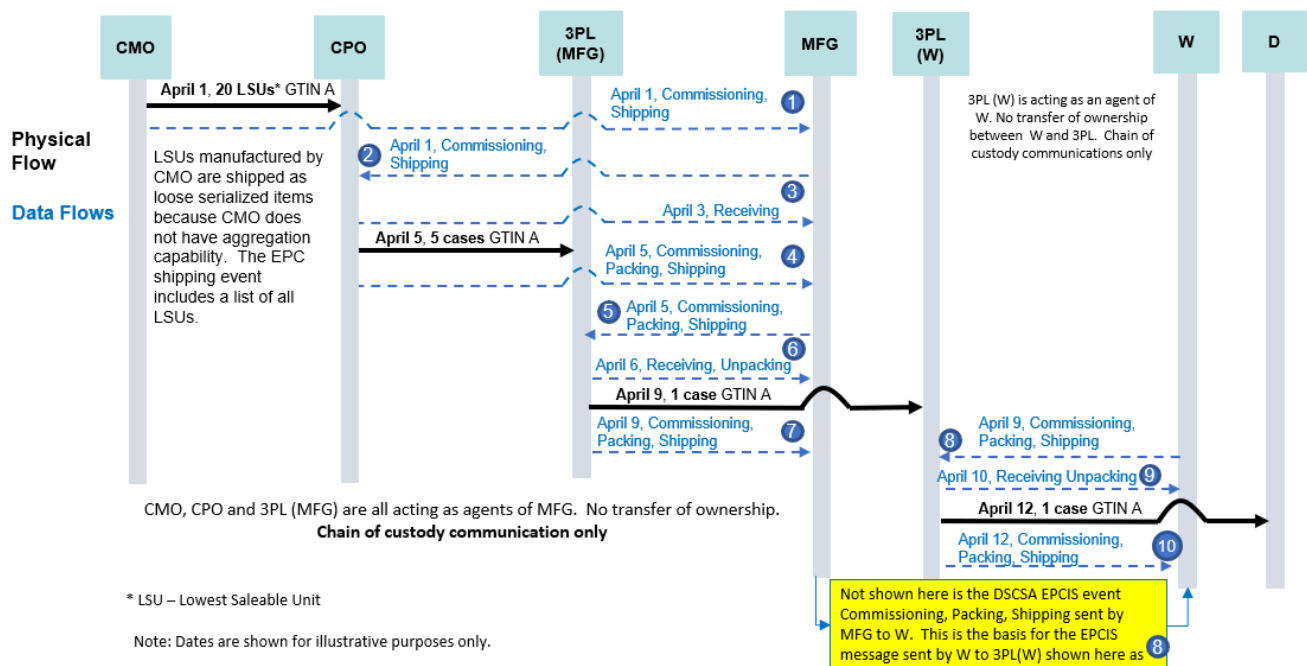 CMO
CPO
3PL
(MFG)
MFG
3PL
(W)
W
D
April 1, 20 LSUs* GTIN A
April 1, Commissioning,
Shipping
1
3PL (W) is acting as an agent of
W. No transfer of ownership
between W and 3PL. Chain of
custody communications only
Physical
Flow
Data Flows
2
April 1, Commissioning,
Shipping
LSUs manufactured by
CMO are shipped as
loose serialized items
because CMO does
not have aggregation
capability. The EPC
shipping event
includes a list of all
LSUs.
3
April 3, Receiving
April 5, 5 cases GTIN A
April 5, Commissioning,
Packing, Shipping
4
5
April 5, Commissioning,
Packing, Shipping
6
April 6, Receiving, Unpacking
April 9, 1 case GTIN A
April 9, Commissioning,
Packing, Shipping
7
8
April 9, Commissioning,
Packing, Shipping
April 10, Receiving Unpacking
9
April 12, 1 case GTIN A
April 12, Commissioning,
Packing, Shipping
10
CMO, CPO and 3PL (MFG) are all acting as agents of MFG. No transfer of ownership.
Chain of custody communication only
* LSU – Lowest Saleable Unit
Note: Dates are shown for illustrative purposes only.
Not shown here is the DSCSA EPCIS event
Commissioning, Packing, Shipping sent by
MFG to W. This is the basis for the EPCIS
message sent by W to 3PL(W) shown here as
8